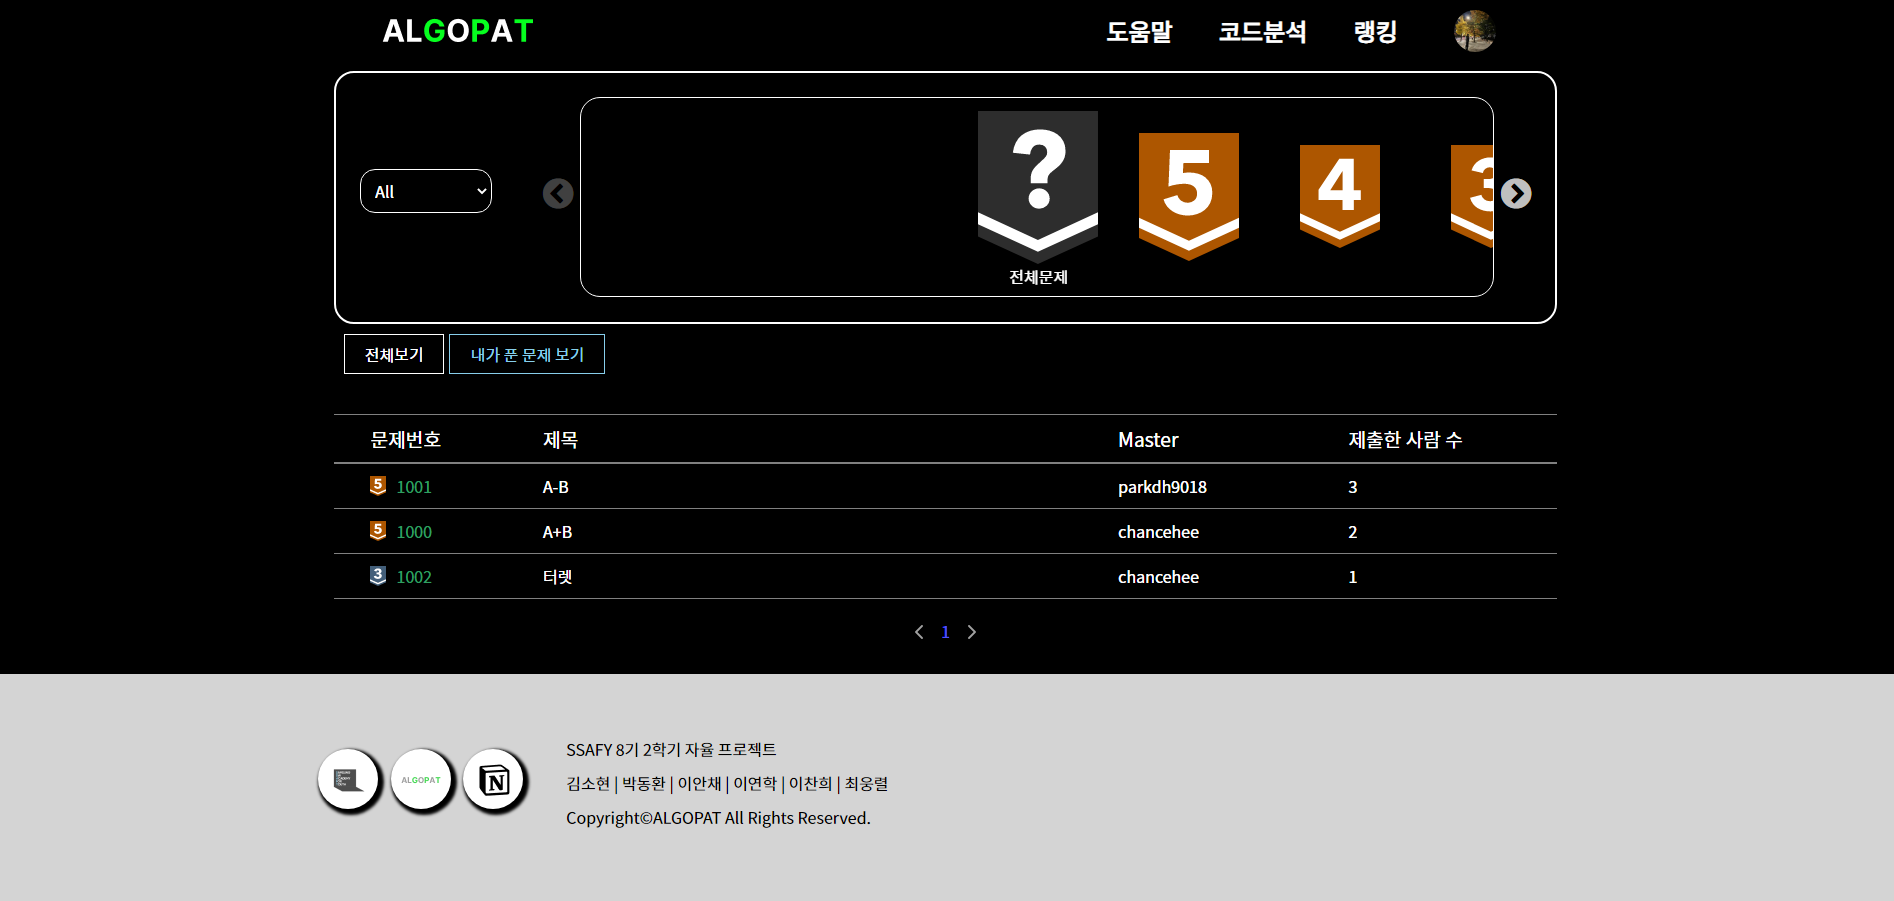 ALGOPAT 도움말 코드분석 랭킹
All
? 5 4 3
전체문제
전체보기 내가 푼 문제 보기
문제번호 제목 Master 제출한 사람 수
5 1001 A-B parkdh9018 3
5 1000 A+B chancehee 2
3 1002 터렛 chancehee 1
1
ALGOPAT
N
SSAFY 8기 2학기 자율 프로젝트
김소현 | 박동환 | 이안채 | 이연학 | 이찬희 | 최웅렬
Copyright©ALGOPAT All Rights Reserved.